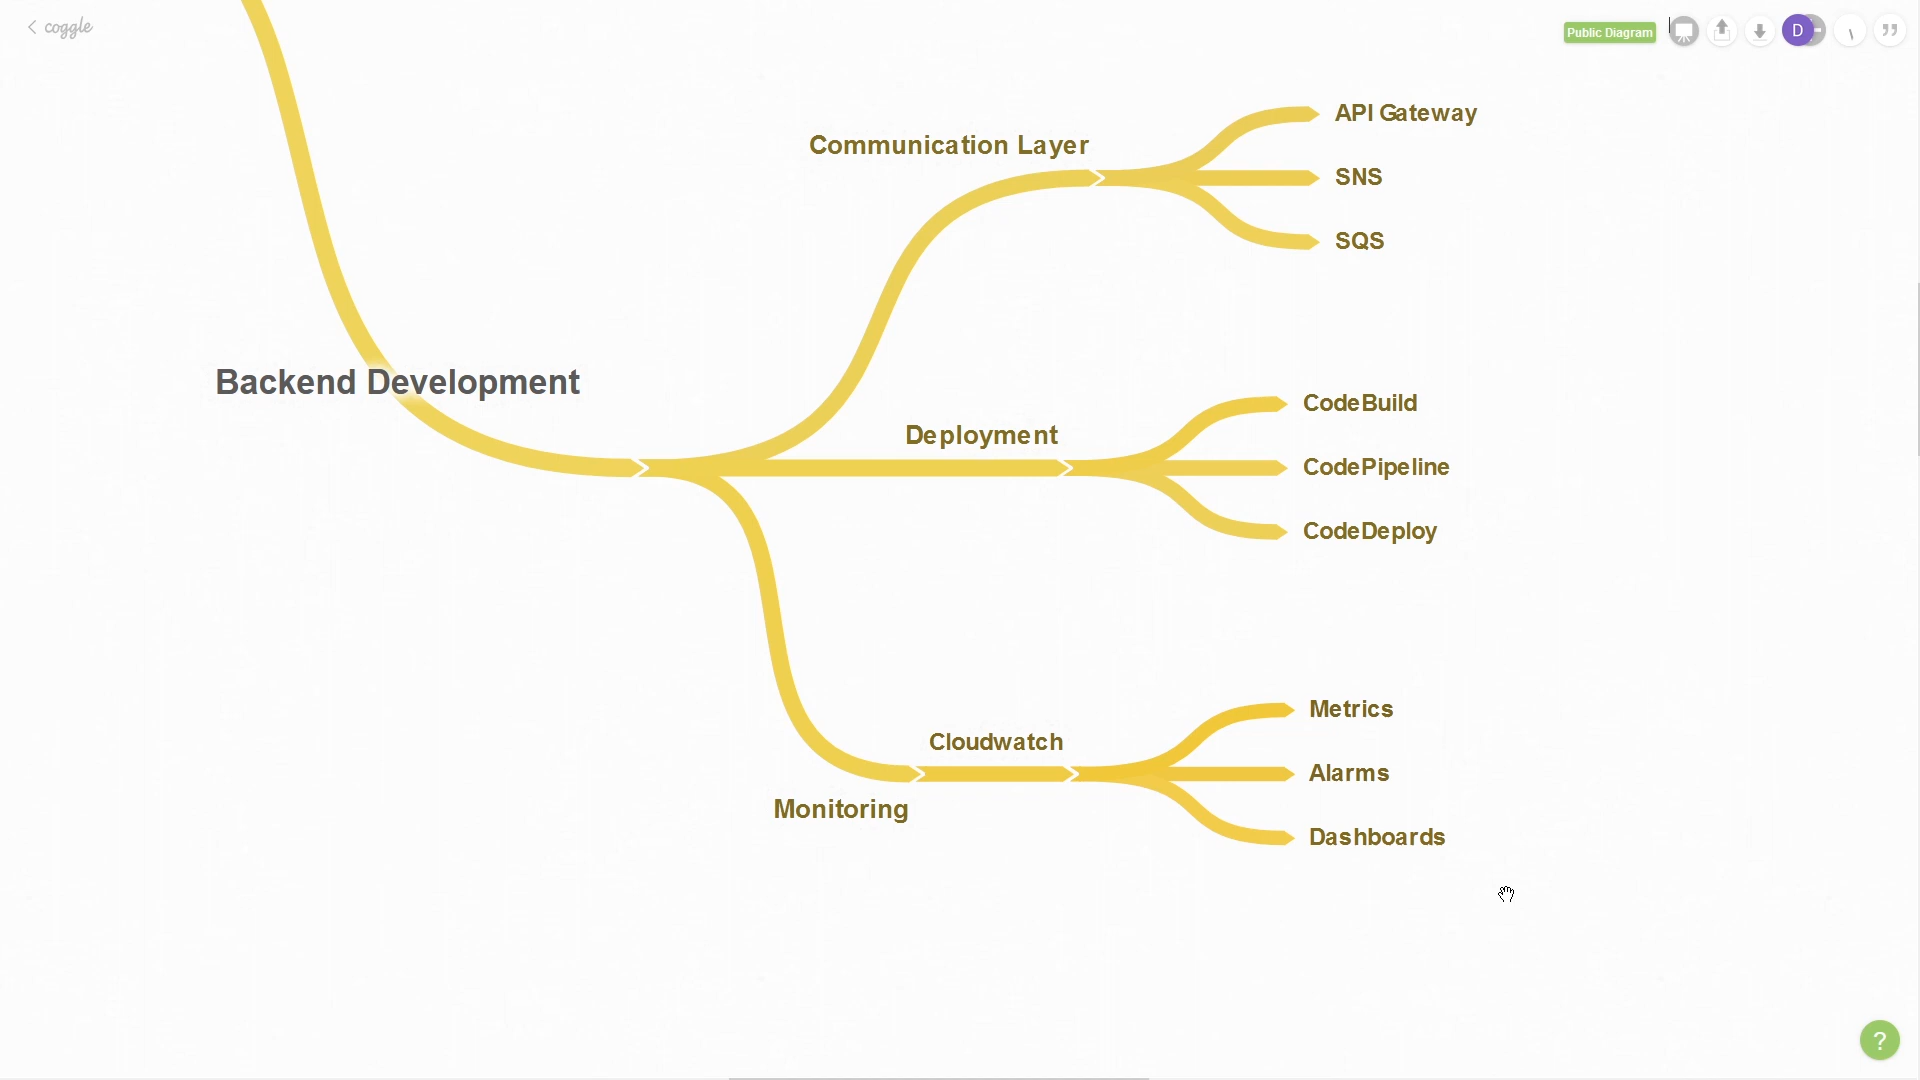 coggle
Public Diagram
D
Communication Layer
API Gateway
SNS
SQS
Backend Development
Deployment
CodeBuild
CodePipeline
CodeDeploy
Cloudwatch
Monitoring
Metrics
Alarms
Dashboards
?